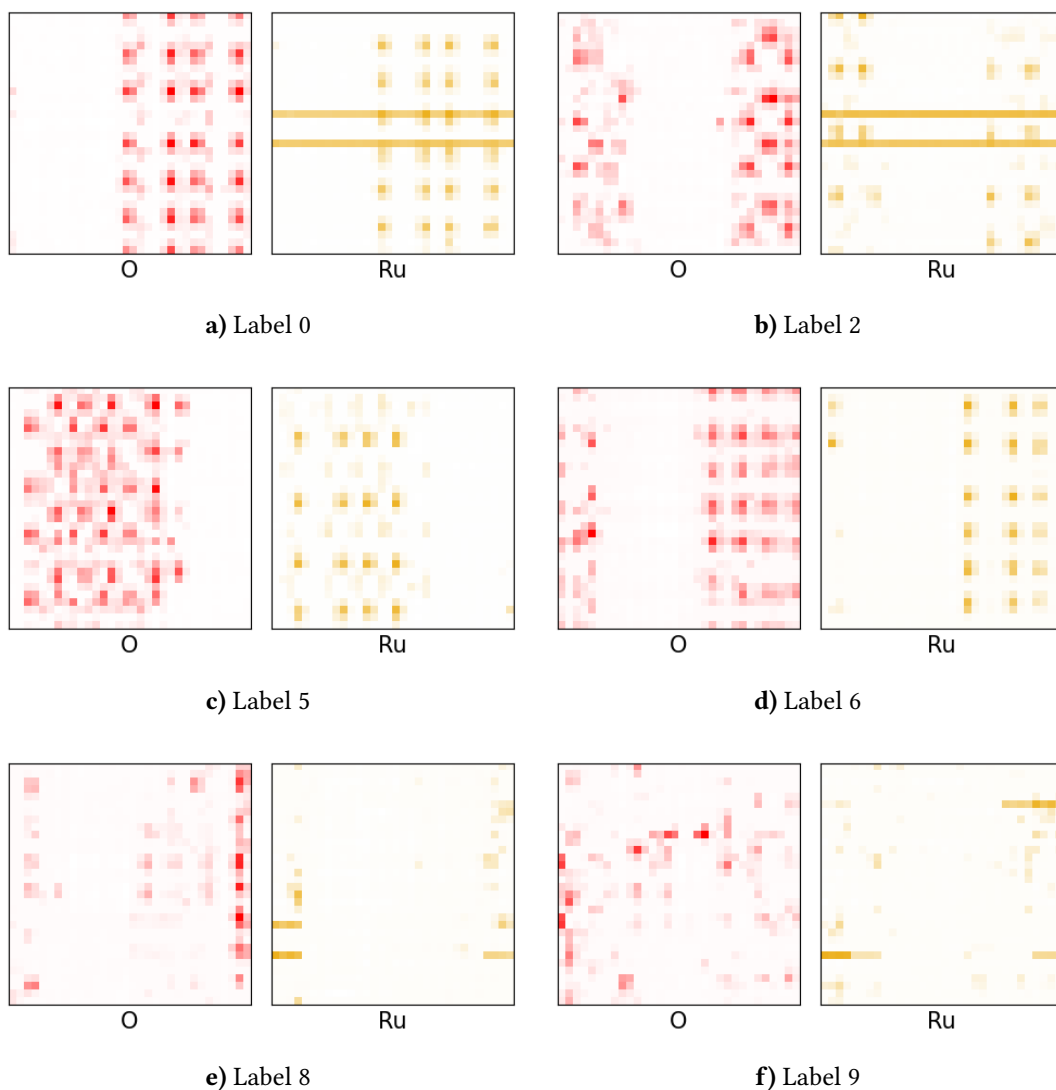 O Ru O Ru
a) Label 0 b) Label 2
O Ru O Ru
c) Label 5 d) Label 6
O Ru O Ru
e) Label 8 f) Label 9